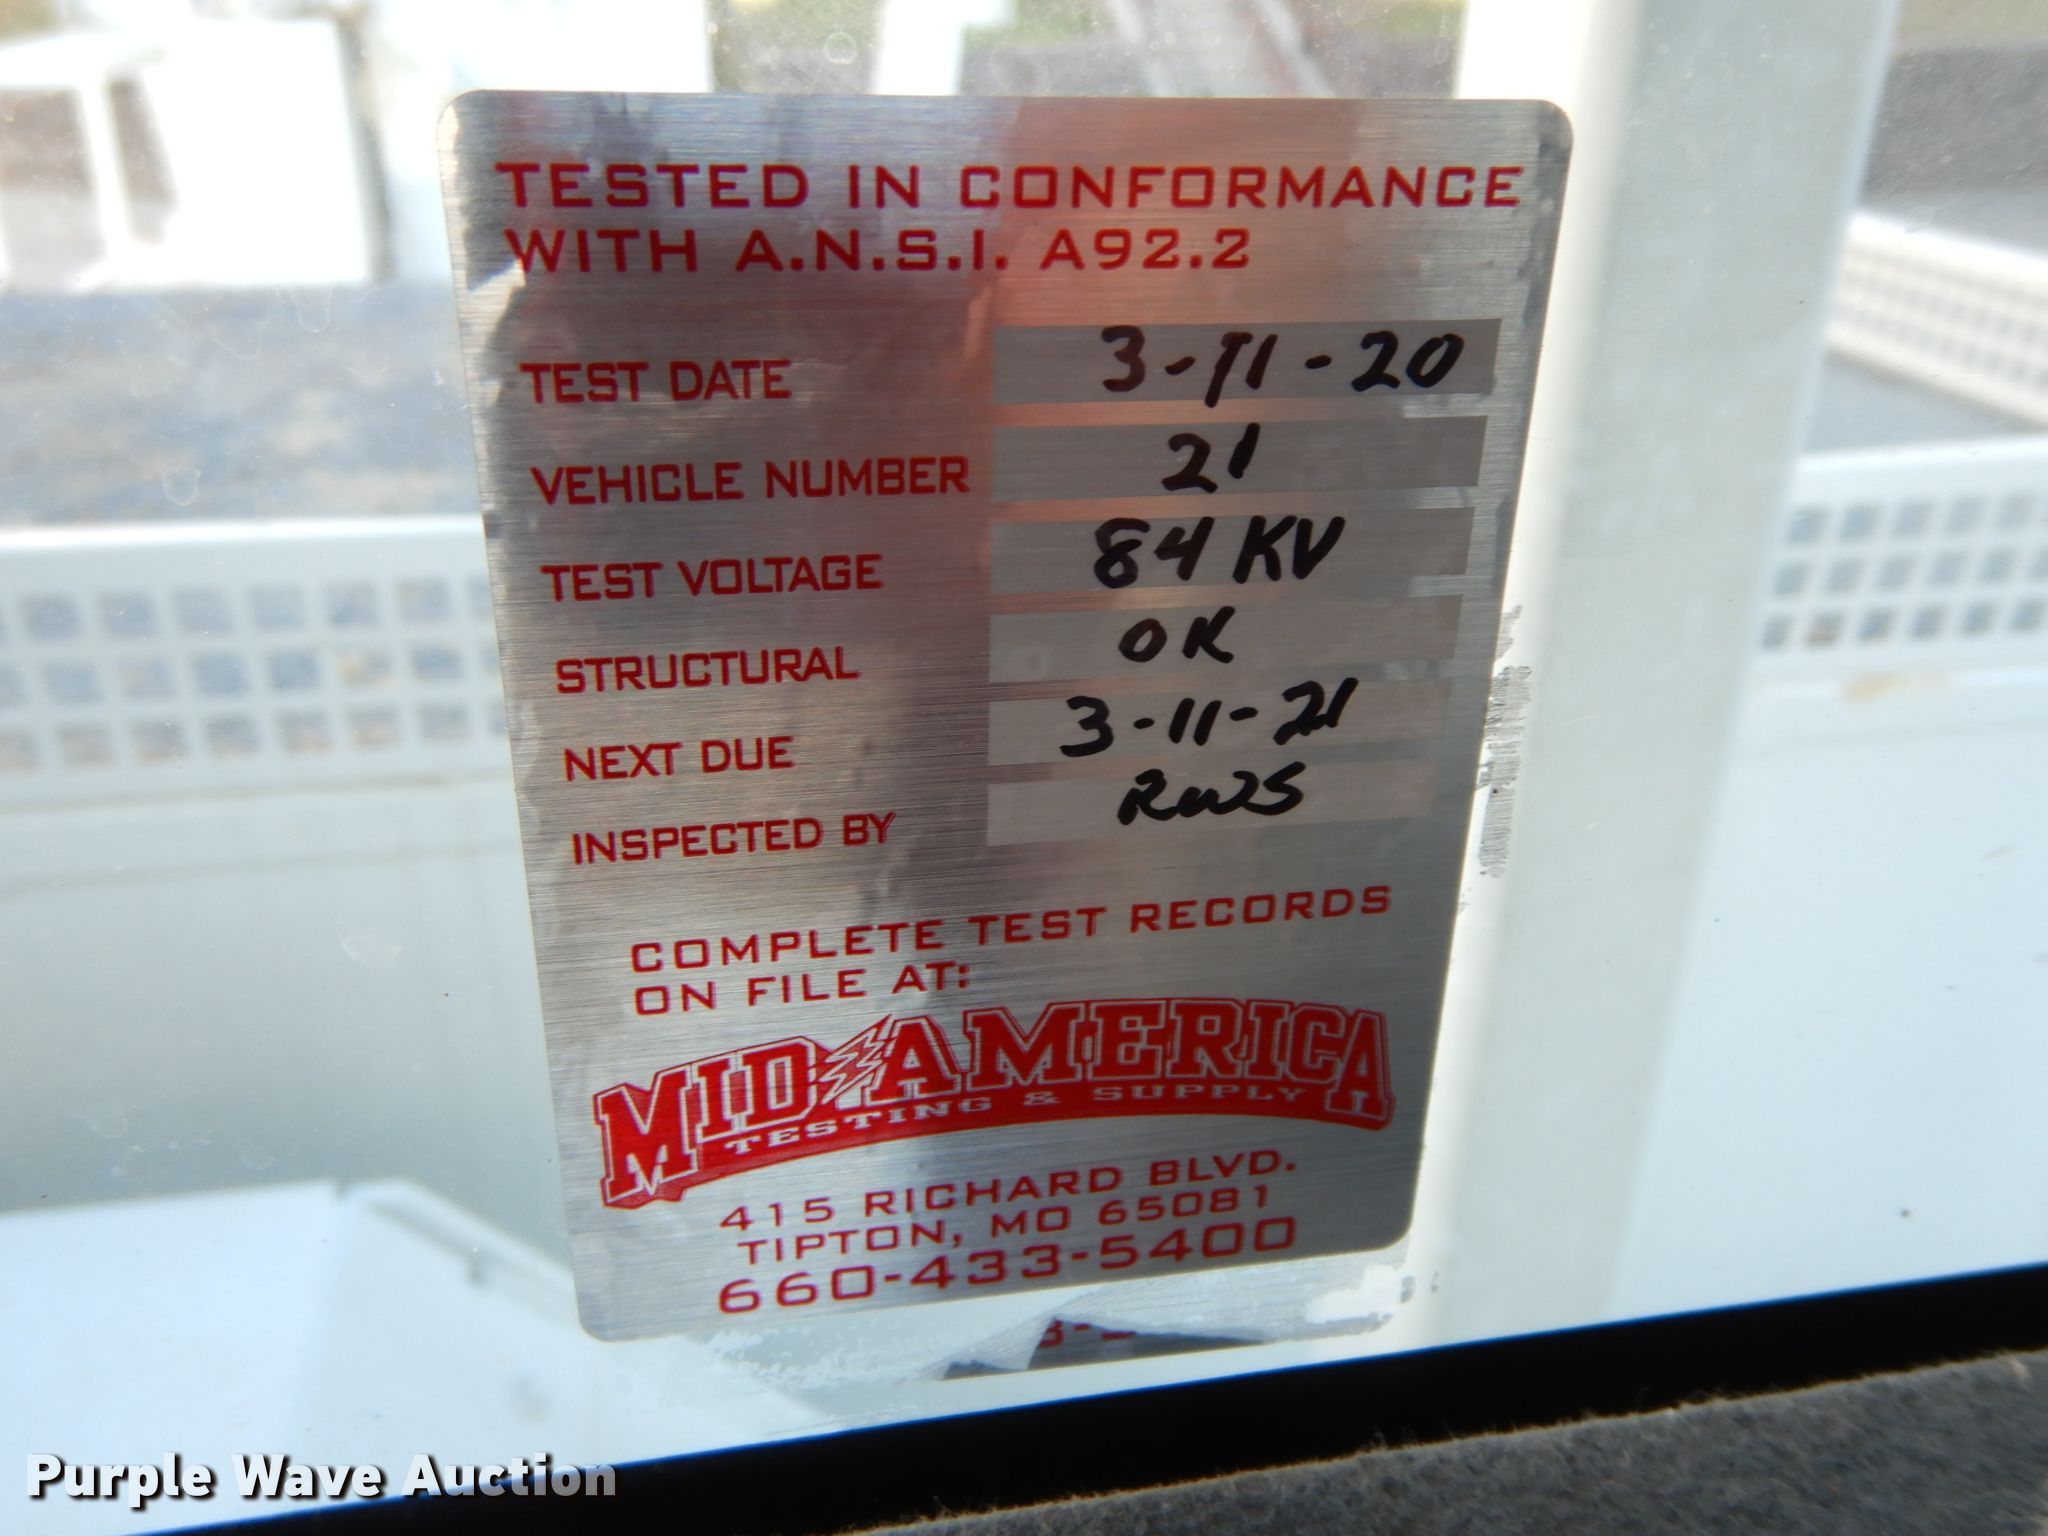 TESTED IN CONFORMANCE
WITH A.N.S.I. A92.2
TEST DATE 3-11-20
VEHICLE NUMBER 21
TEST VOLTAGE 84 KV
STRUCTURAL OK
NEXT DUE 3-11-21
INSPECTED BY RWS
COMPLETE TEST RECORDS
ON FILE AT:
MID AMERICA
TESTING & SUPPLY
415 RICHARD BLVD.
TIPTON, MO 65081
660-433-5400
Purple Wave Auction